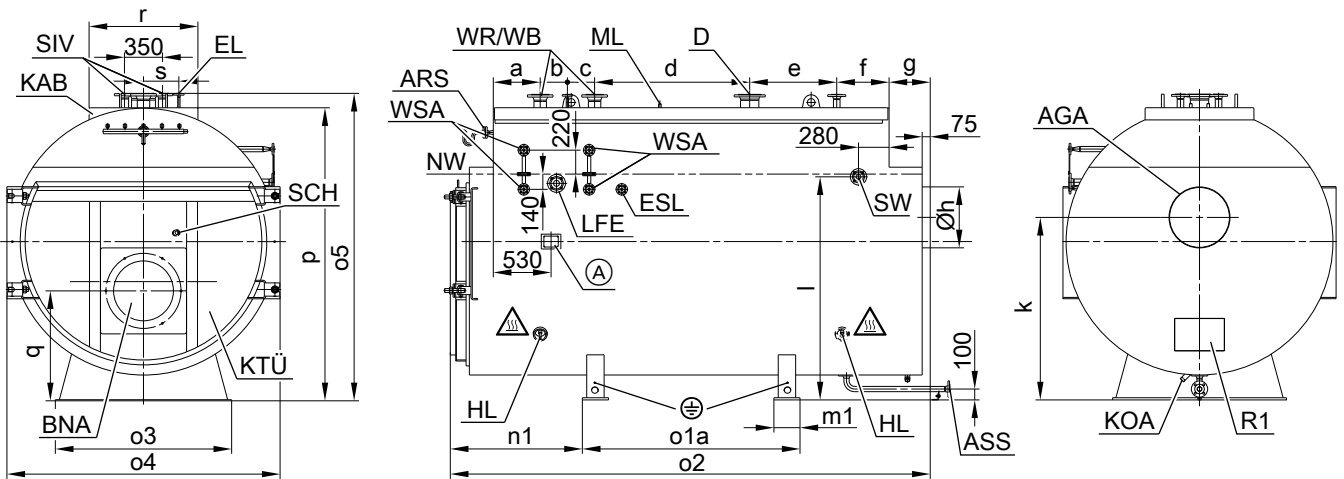 r
SIV
350
EL
KAB
s
SCH
p
o5
q
KTÜ
BNA
o3
o4
WR/WB
ML
D
a
b
c
d
e
f
g
ARS
WSA
220
WSA
280
75
NW
140
LFE
ESL
SW
Øh
530
A
l
100
HL
m1
HL
n1
o1a
ASS
o2
AGA
k
KOA
R1